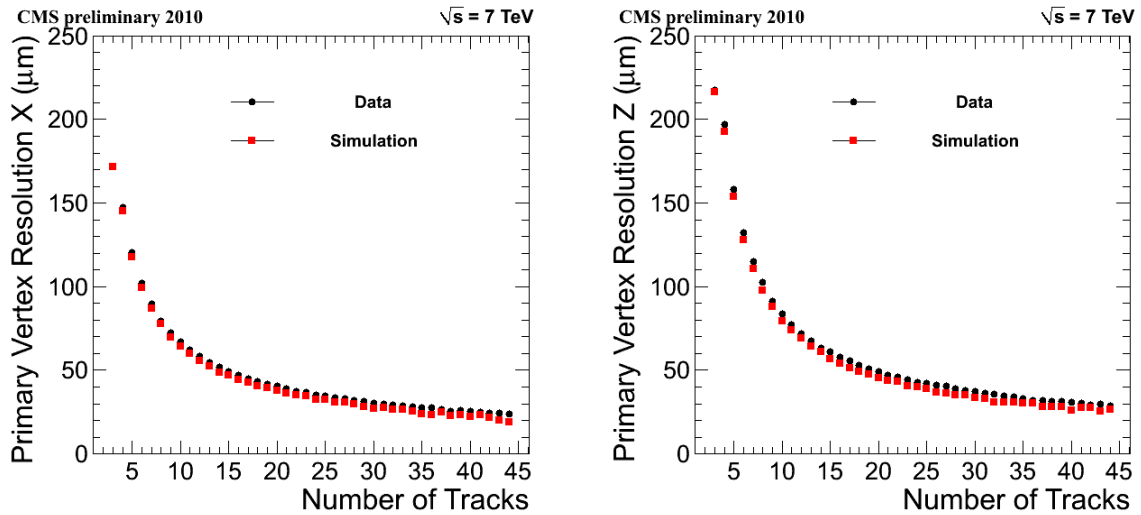 CMS preliminary 2010 √s = 7 TeV
Primary Vertex Resolution X (μm)
250
200
150
100
50
0
Data
Simulation
5 10 15 20 25 30 35 40 45
Number of Tracks
CMS preliminary 2010 √s = 7 TeV
Primary Vertex Resolution Z (μm)
250
200
150
100
50
0
Data
Simulation
5 10 15 20 25 30 35 40 45
Number of Tracks